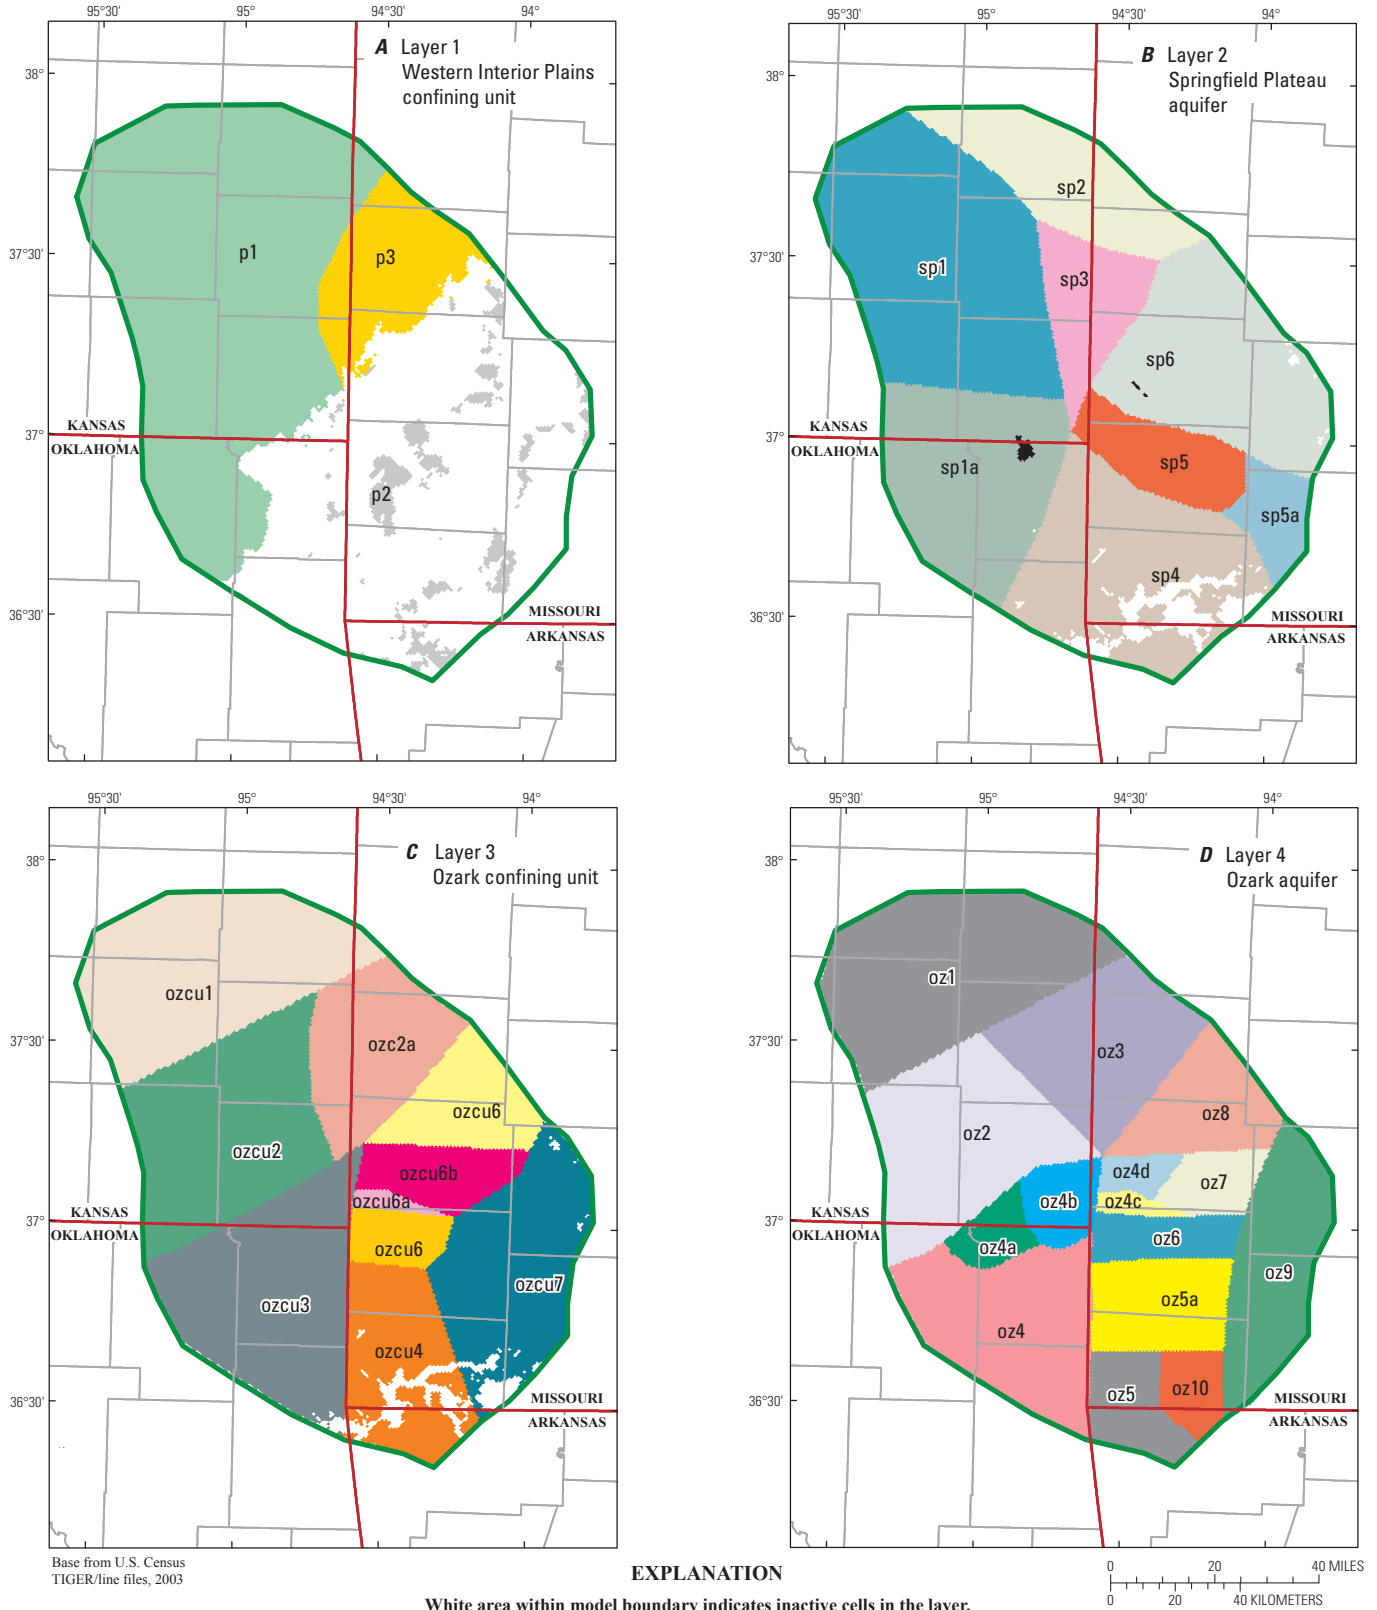 95°30' 95° 94°30' 94°
A Layer 1
Western Interior Plains
confining unit
38°
37°30'
37°
36°30'
p1
p3
p2
KANSAS
OKLAHOMA
MISSOURI
ARKANSAS
95°30' 95° 94°30' 94°
B Layer 2
Springfield Plateau
aquifer
38°
37°30'
37°
36°30'
sp2
sp1
sp3
sp6
sp1a
sp5
sp5a
sp4
KANSAS
OKLAHOMA
MISSOURI
ARKANSAS
95°30' 95° 94°30' 94°
C Layer 3
Ozark confining unit
38°
37°30'
37°
36°30'
ozcu1
ozc2a
ozcu6
ozcu2
ozcu6b
ozcu6a
ozcu6
ozcu7
ozcu3
ozcu4
KANSAS
OKLAHOMA
MISSOURI
ARKANSAS
95°30' 95° 94°30' 94°
D Layer 4
Ozark aquifer
38°
37°30'
37°
36°30'
oz1
oz3
oz8
oz2
oz4d
oz7
oz4b
oz4c
oz4a
oz6
oz9
oz5a
oz4
oz5
oz10
KANSAS
OKLAHOMA
MISSOURI
ARKANSAS
Base from U.S. Census
TIGER/line files, 2003
EXPLANATION
0 20 40 MILES
0 20 40 KILOMETERS
White area within model boundary indicates inactive cells in the layer.